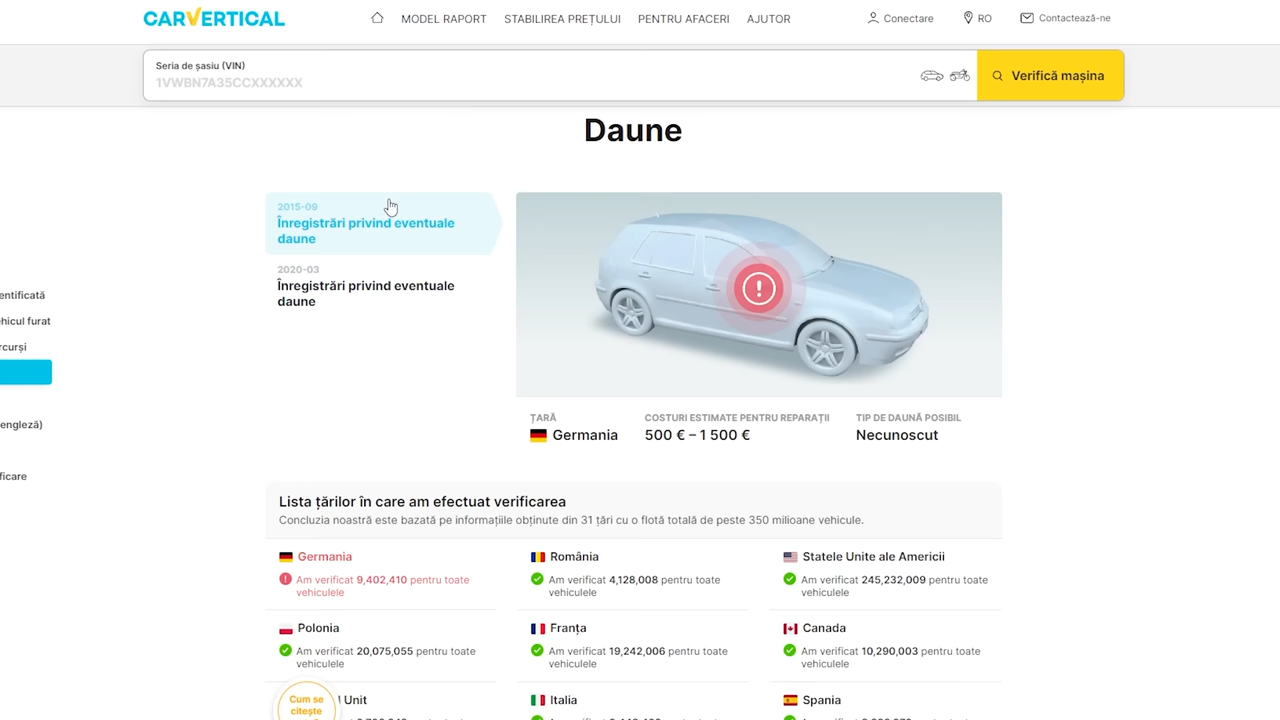 CARVERTICAL
MODEL RAPORT
STABILIREA PREȚULUI
PENTRU AFACERI
AJUTOR
Conectare
RO
Contactează-ne
Seria de șasiu (VIN)
1VWBN7A35CCXXXXXX
Verifică mașina
Daune
2015-09
Înregistrări privind eventuale
daune
2020-03
Înregistrări privind eventuale
daune
entificată
hicul furat
rcurși
engleză)
ficare
ȚARĂ
Germania
COSTURI ESTIMATE PENTRU REPARAȚII
500 € – 1 500 €
TIP DE DAUNĂ POSIBIL
Necunoscut
Lista țărilor în care am efectuat verificarea
Concluzia noastră este bazată pe informațiile obținute din 31 țări cu o flotă totală de peste 350 milioane vehicule.
Germania
Am verificat 9,402,410 pentru toate
vehiculele
România
Am verificat 4,128,008 pentru toate
vehiculele
Statele Unite ale Americii
Am verificat 245,232,009 pentru toate
vehiculele
Polonia
Am verificat 20,075,055 pentru toate
vehiculele
Franța
Am verificat 19,242,006 pentru toate
vehiculele
Canada
Am verificat 10,290,003 pentru toate
vehiculele
Unit
Italia
Spania
Cum se
citește